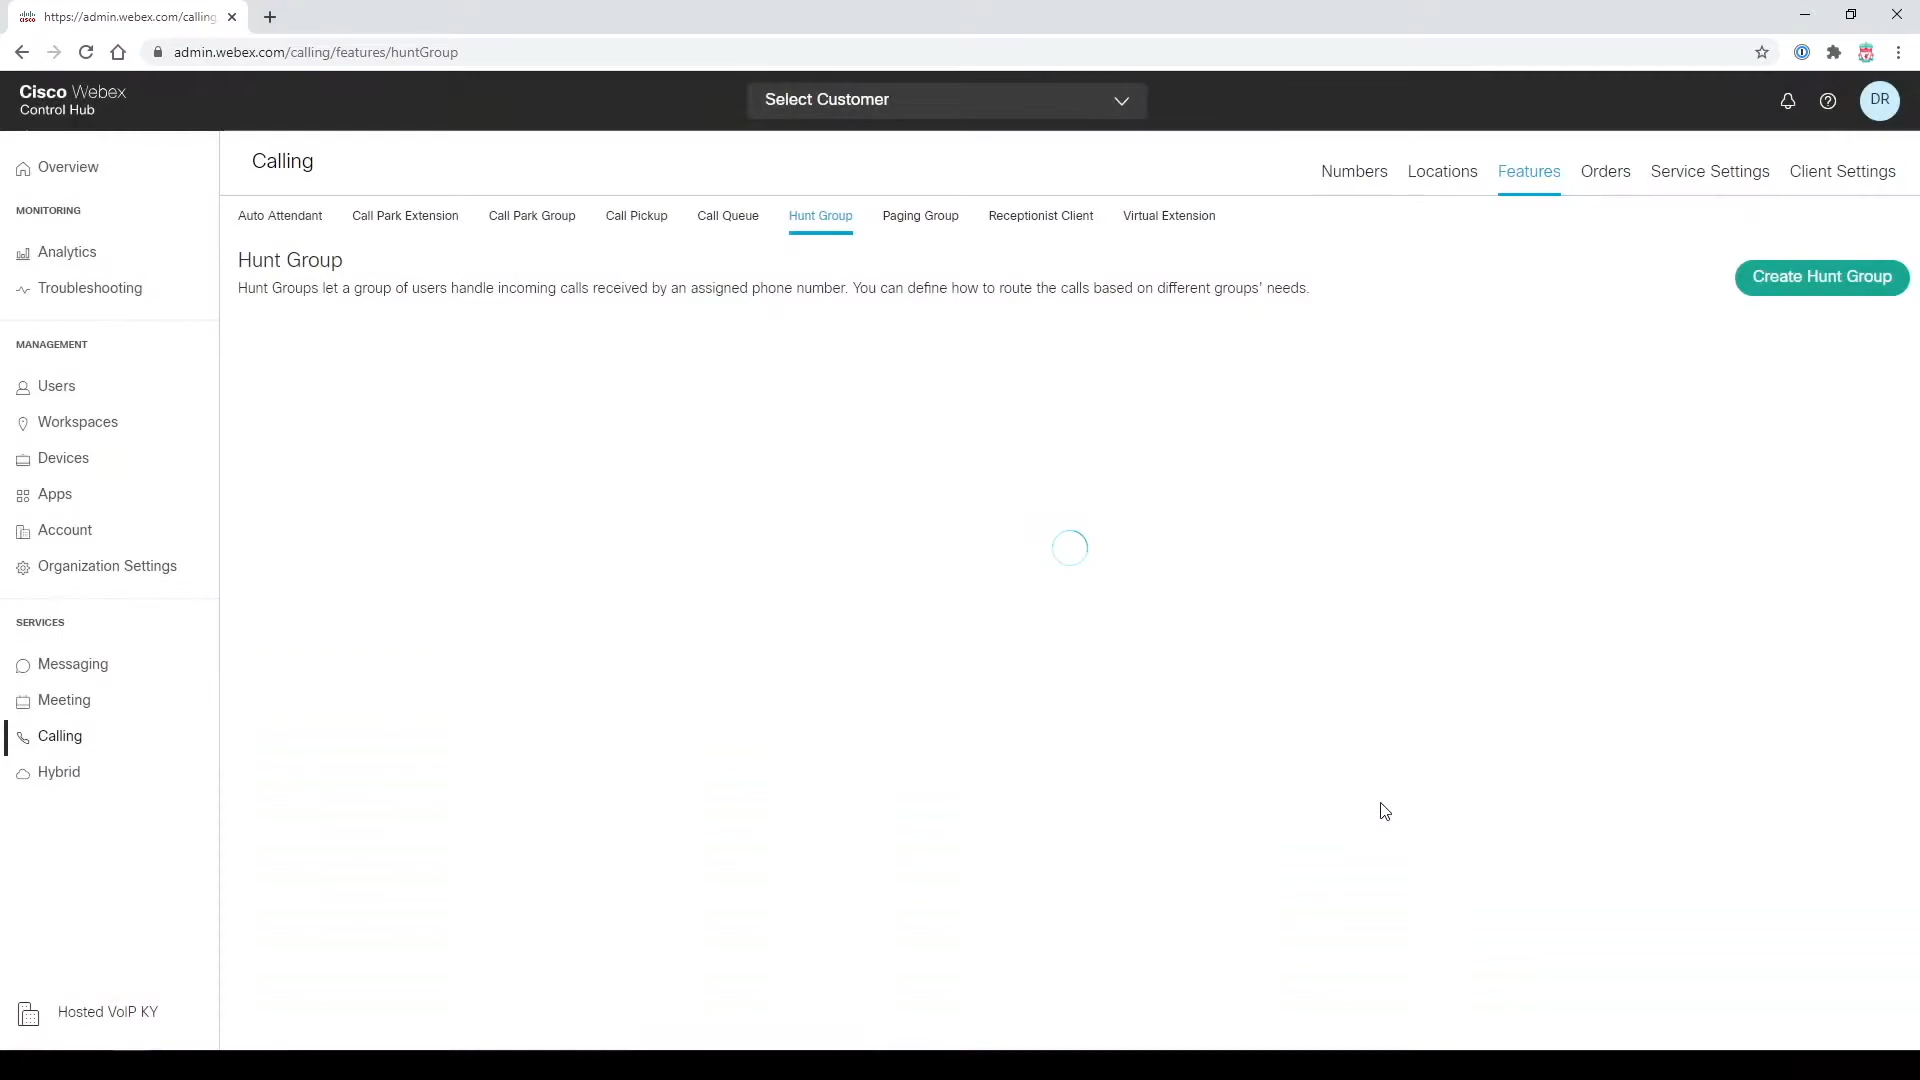 https://admin.webex.com/calling
admin.webex.com/calling/features/huntGroup
Cisco Webex
Control Hub
Select Customer
DR
Overview
MONITORING
Analytics
Troubleshooting
MANAGEMENT
Users
Workspaces
Devices
Apps
Account
Organization Settings
SERVICES
Messaging
Meeting
Calling
Hybrid
Hosted VoIP KY
Calling
Numbers Locations Features Orders Service Settings Client Settings
Auto Attendant Call Park Extension Call Park Group Call Pickup Call Queue Hunt Group Paging Group Receptionist Client Virtual Extension
Hunt Group
Hunt Groups let a group of users handle incoming calls received by an assigned phone number. You can define how to route the calls based on different groups' needs.
Create Hunt Group